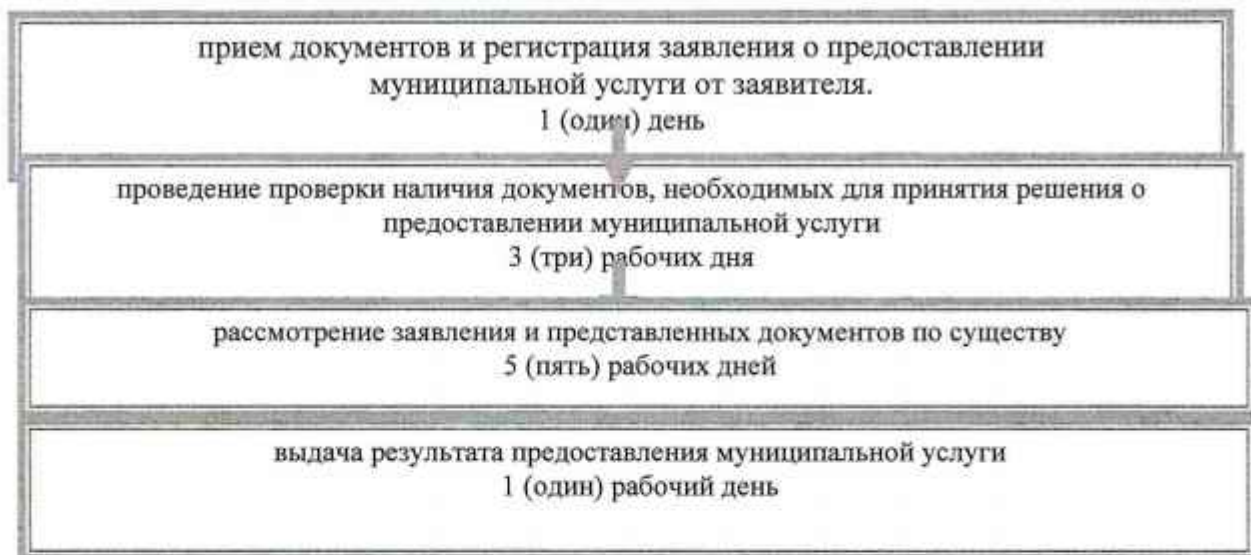 прием документов и регистрация заявления о предоставлении
муниципальной услуги от заявителя.
1 (один) день
проведение проверки наличия документов, необходимых для принятия решения о
предоставлении муниципальной услуги
3 (три) рабочих дня
рассмотрение заявления и представленных документов по существу
5 (пять) рабочих дней
выдача результата предоставления муниципальной услуги
1 (один) рабочий день